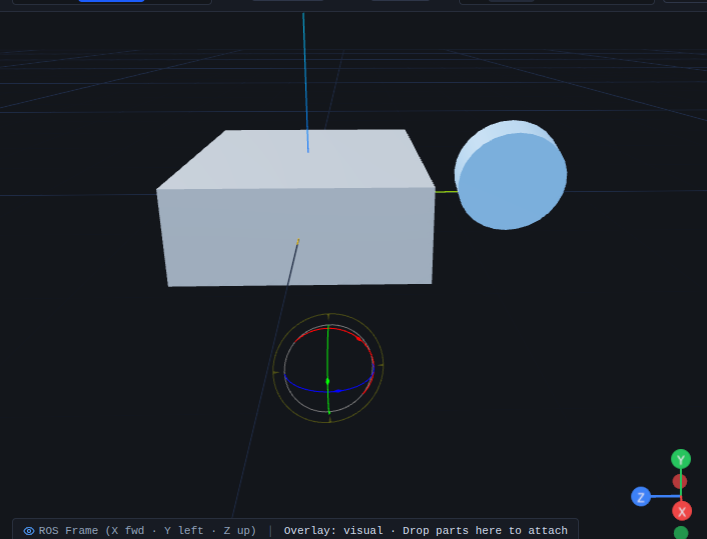 Y
Z
X
ROS Frame (X fwd · Y left · Z up) | Overlay: visual · Drop parts here to attach